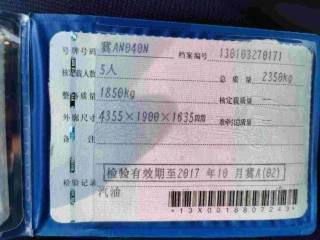 号牌号码 冀AN040N 档案编号 130103270171
核定载人数 5人 总质量 2350kg
整备质量 1850kg 核定载质量 --
外廓尺寸 4355×1900×1635mm 准牵引总质量 --
备注
检验有效期至2017年10月冀A(02)
检验记录
汽油
*13X0016807243*